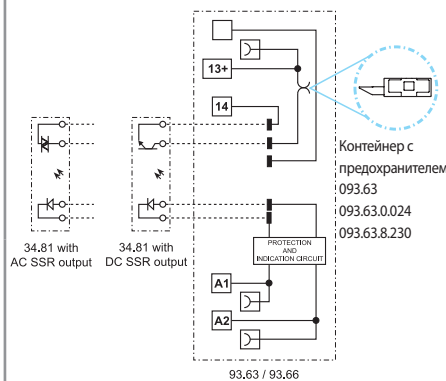 13+
14
Контейнер с
предохранителем
093.63
093.63.0.024
093.63.8.230
34.81 with
AC SSR output
34.81 with
DC SSR output
PROTECTION
AND
INDICATION CIRCUIT
A1
A2
93.63 / 93.66